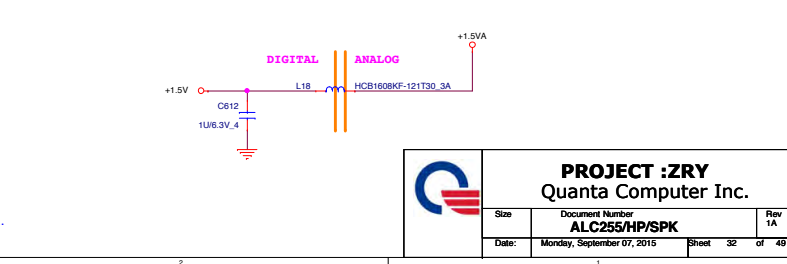 +1.5VA
DIGITAL ANALOG
+1.5V L18 HCB1608KF-121T30_3A
C612
1U/6.3V_4
PROJECT :ZRY
Quanta Computer Inc.
Size Document Number Rev
ALC255/HP/SPK 1A
Date: Monday, September 07, 2015 Sheet 32 of 49
2 1